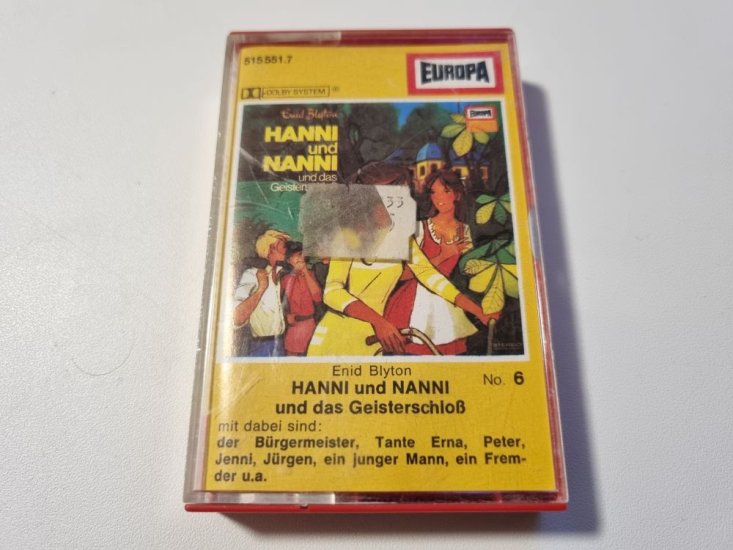 515 551.7
EUROPA
DOLBY SYSTEM ®
Enid Blyton
HANNI
und
NANNI
und das
EUROPA
33
Enid Blyton
HANNI und NANNI No. 6
und das Geisterschloß
mit dabei sind:
der Bürgermeister, Tante Erna, Peter,
Jenni, Jürgen, ein junger Mann, ein Frem-
der u.a.